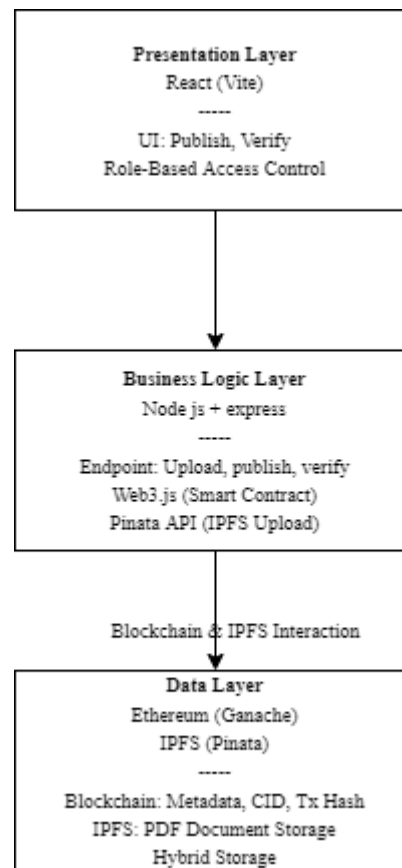 Presentation Layer
React (Vite)
-----
UI: Publish, Verify
Role-Based Access Control
Business Logic Layer
Node js + express
-----
Endpoint: Upload, publish, verify
Web3.js (Smart Contract)
Pinata API (IPFS Upload)
Blockchain & IPFS Interaction
Data Layer
Ethereum (Ganache)
IPFS (Pinata)
-----
Blockchain: Metadata, CID, Tx Hash
IPFS: PDF Document Storage
Hybrid Storage